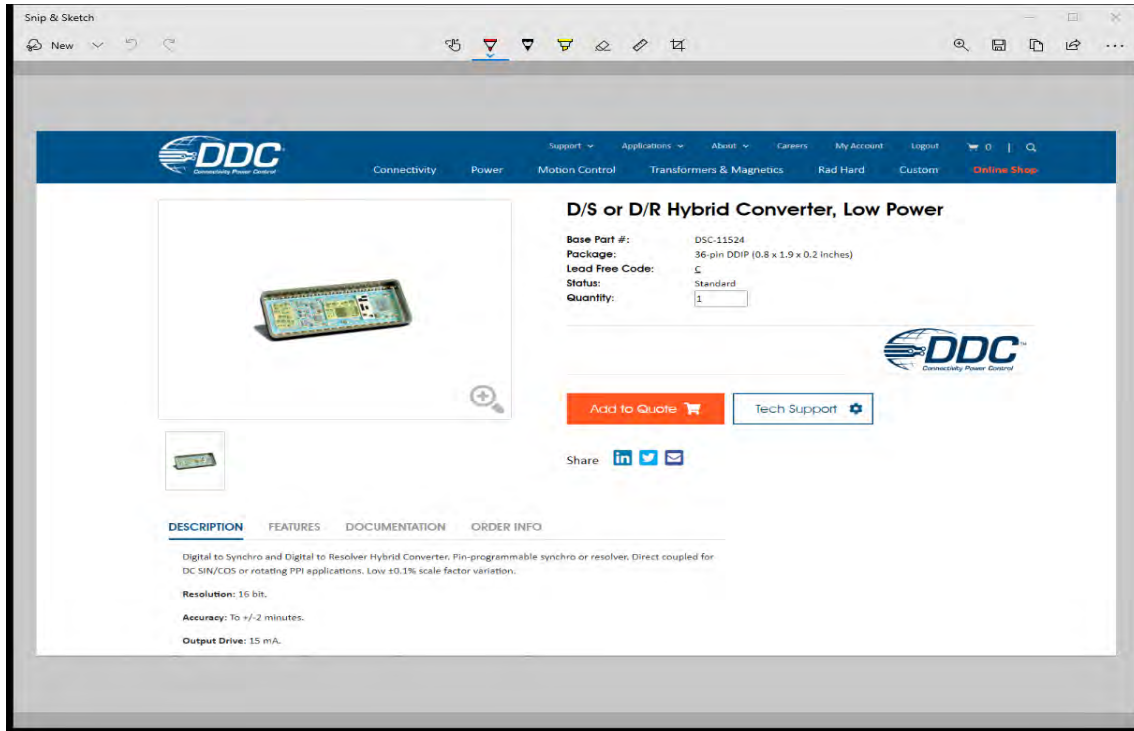 Snip & Sketch
New
DDC
Connectivity Power Control
Support Applications About Careers My Account Logout 0 |
Connectivity Power Motion Control Transformers & Magnetics Rad Hard Custom Online Shop
D/S or D/R Hybrid Converter, Low Power
Base Part #: DSC-11524
Package: 36-pin DDIP (0.8 x 1.9 x 0.2 inches)
Lead Free Code: C
Status: Standard
Quantity: 1
DDC™
Connectivity Power Control
Add to Quote Tech Support
Share in
DESCRIPTION FEATURES DOCUMENTATION ORDER INFO
Digital to Synchro and Digital to Resolver Hybrid Converter. Pin-programmable synchro or resolver. Direct coupled for
DC SIN/COS or rotating PPI applications. Low ±0.1% scale factor variation.
Resolution: 16 bit.
Accuracy: To +/-2 minutes.
Output Drive: 15 mA.